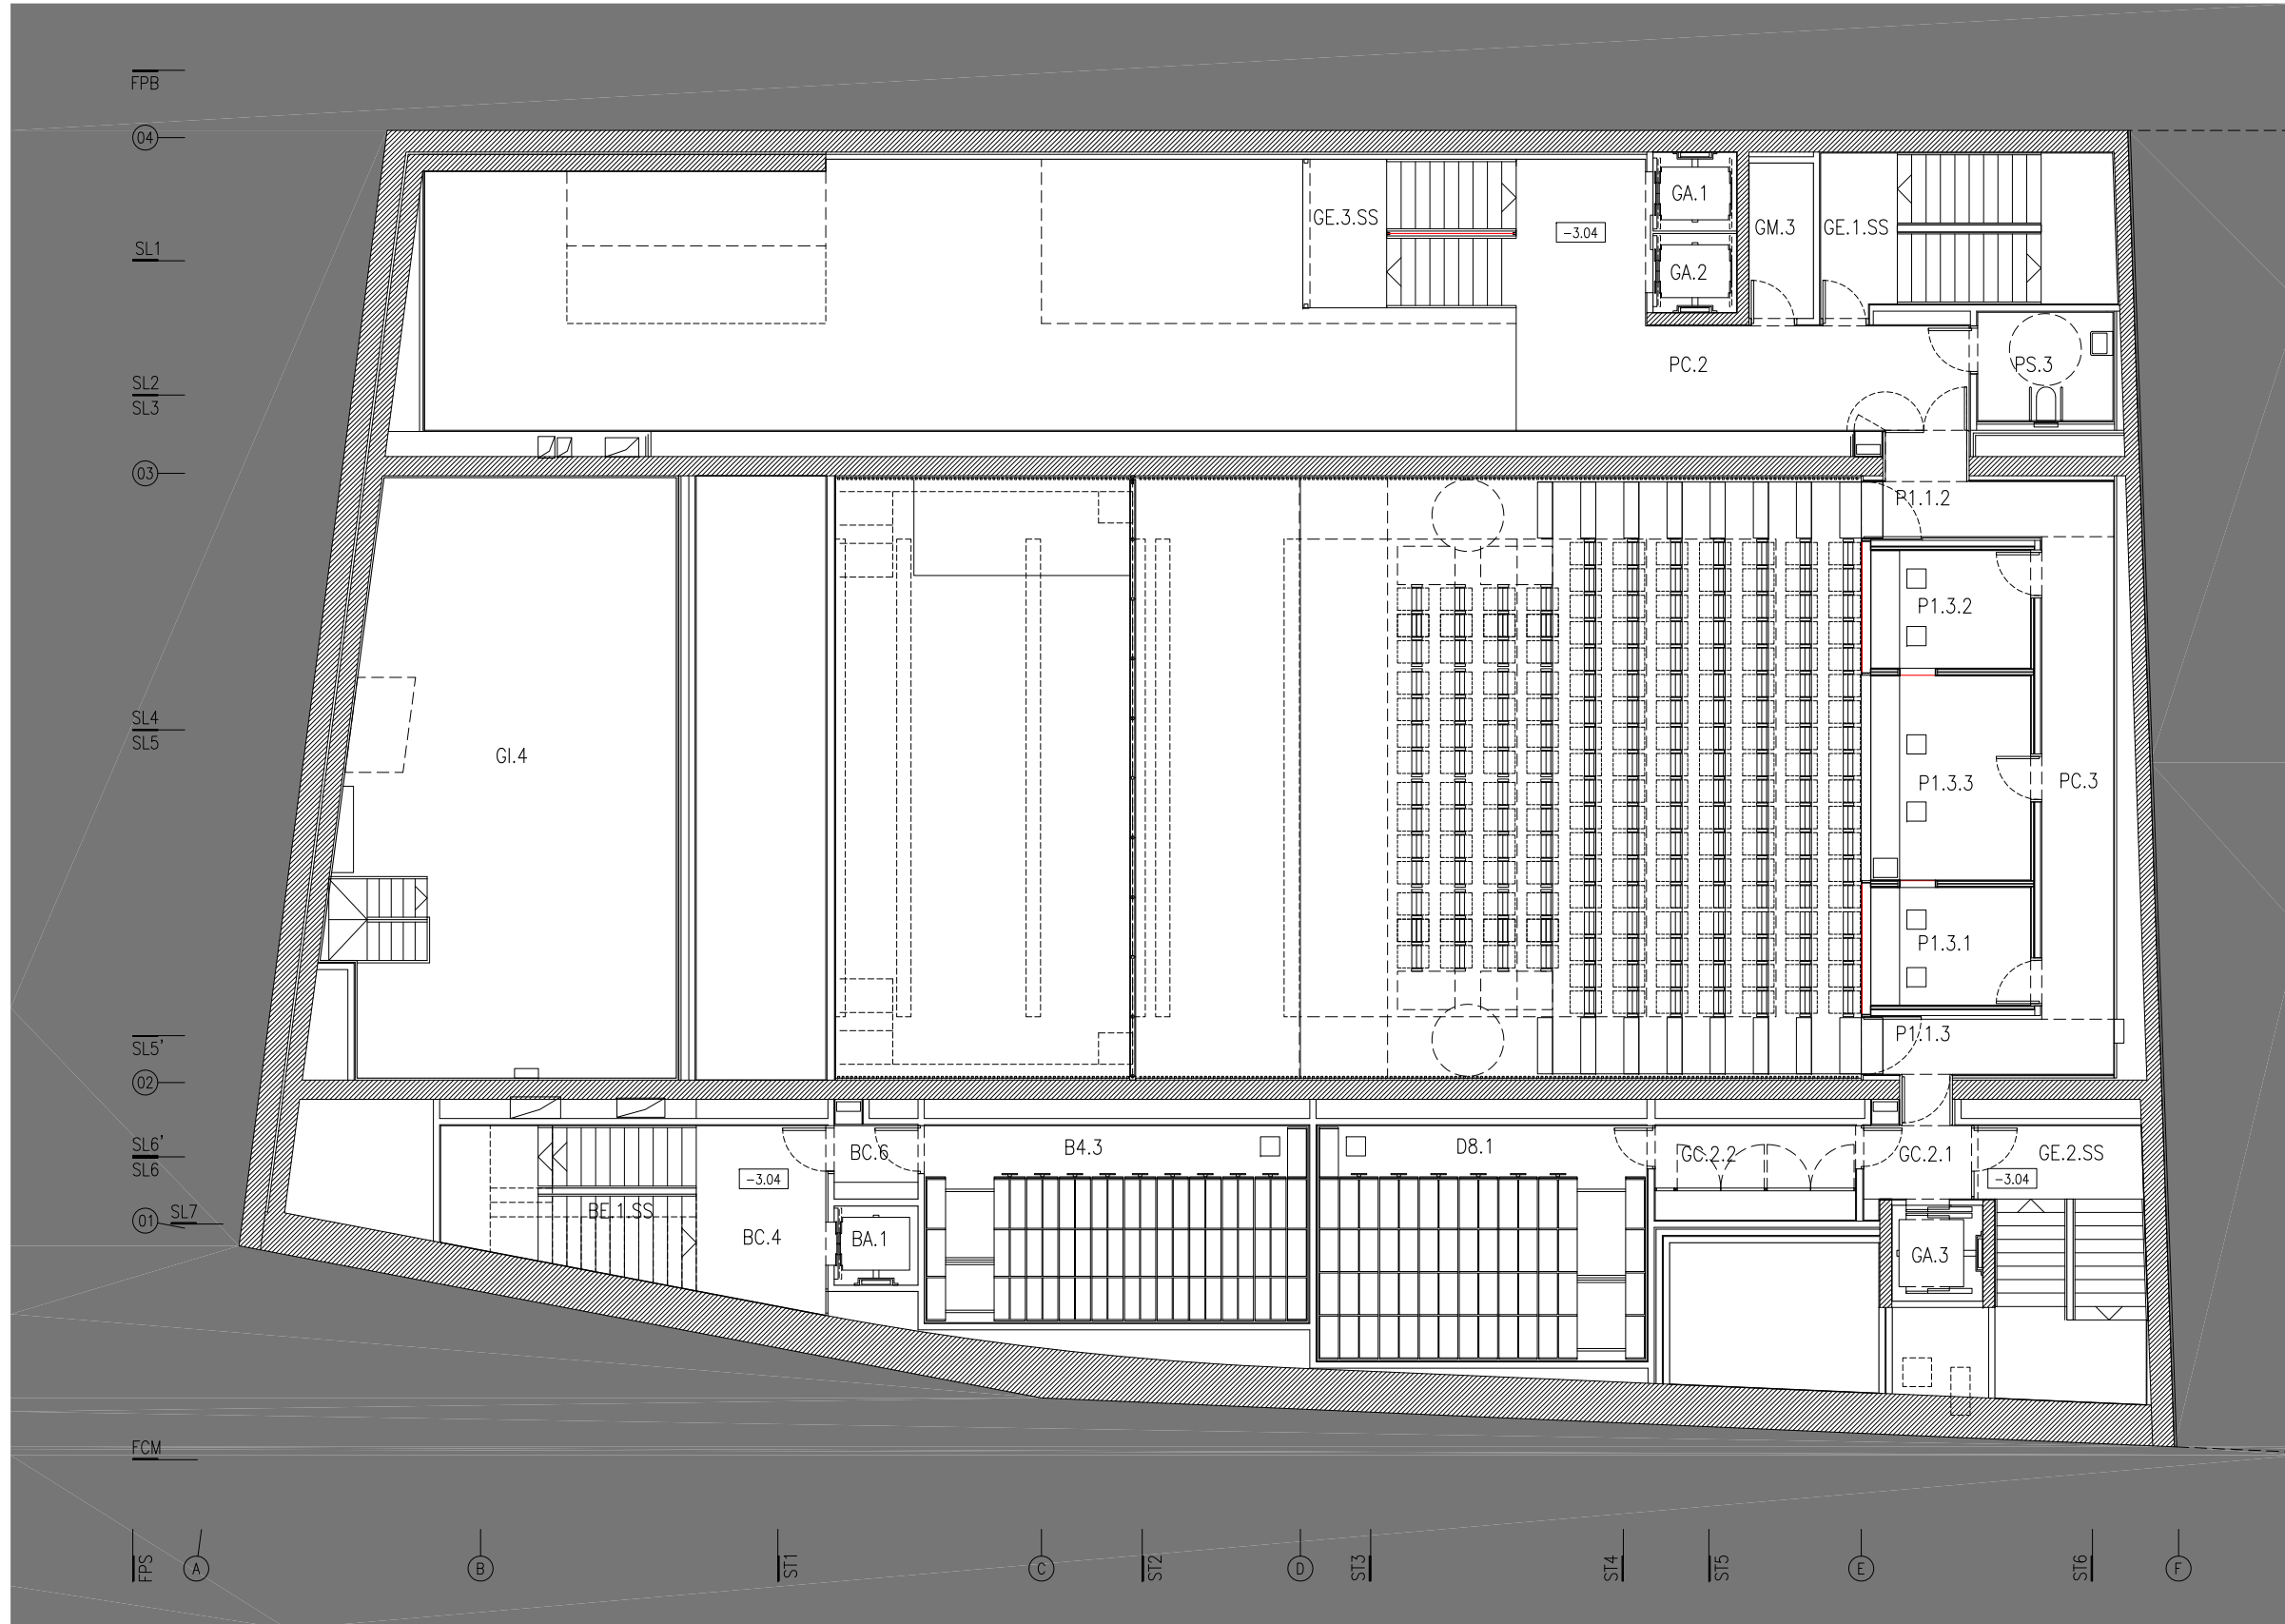 FPB
04
SL1
SL2
SL3
03
SL4
SL5
SL5'
02
SL6'
SL6
01
SL7
FCM
GE.3.SS
-3.04
GA.1
GA.2
GM.3
GE.1.SS
PC.2
PS.3
P1.1.2
P1.3.2
GI.4
P1.3.3
PC.3
P1.3.1
P1.1.3
BE.1.SS
-3.04
BC.4
BC.6
BA.1
B4.3
D8.1
GC.2.2
GC.2.1
GE.2.SS
-3.04
GA.3
FPS
A
B
ST1
C
ST2
D
ST3
ST4
ST5
E
ST6
F